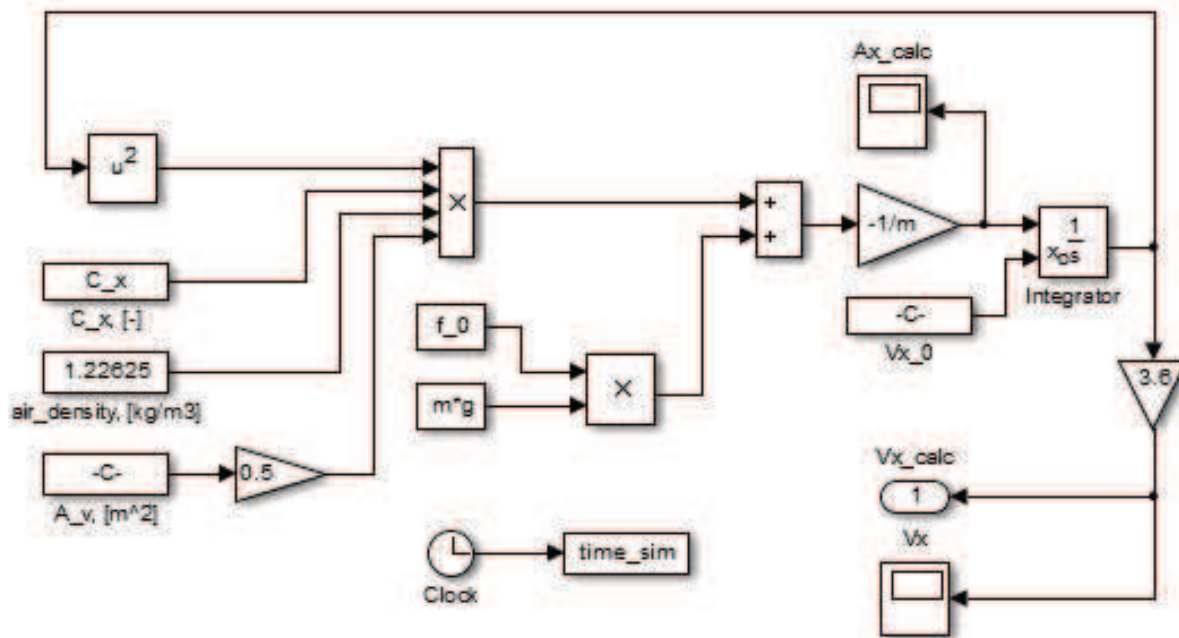 Ax_calc
u²
×
+
+
-1/m
1
x₀s
Integrator
C_x
C_x, [-]
f_0
-C-
Vx_0
1.22625
air_density, [kg/m3]
×
m*g
3.6
-C-
A_v, [m^2]
0.5
Vx_calc
1
Vx
Clock
time_sim